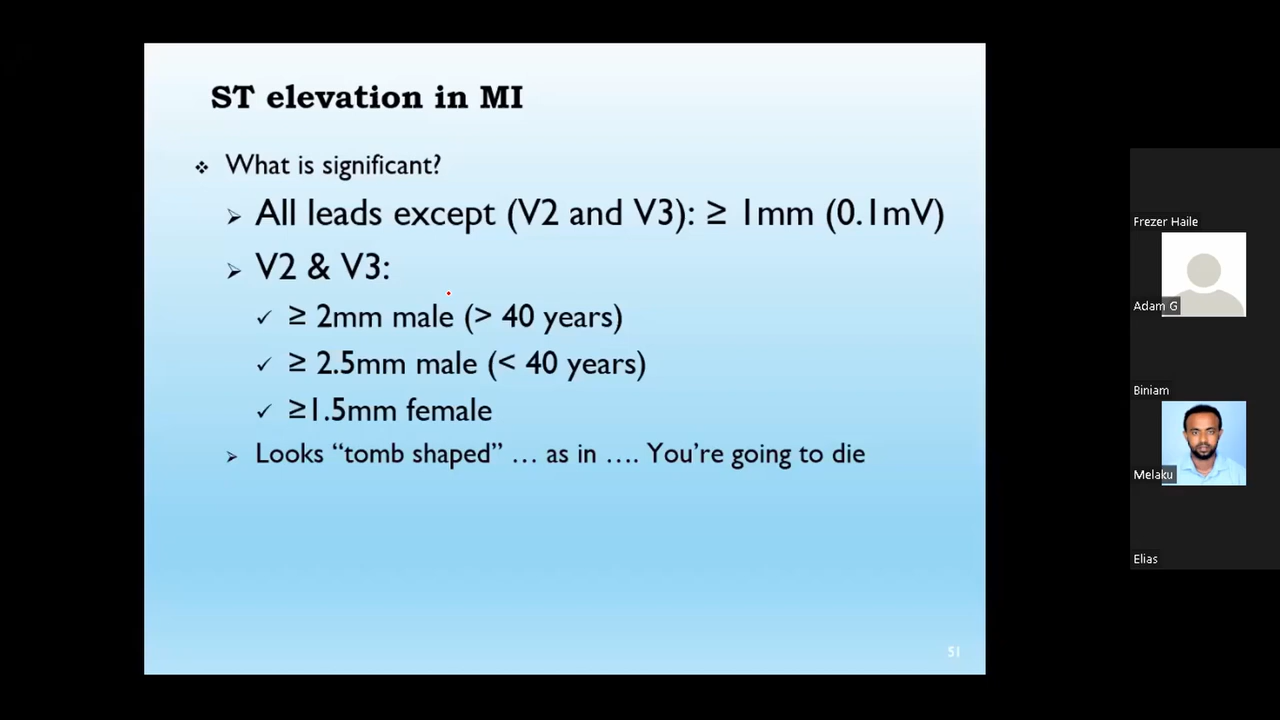 ST elevation in MI
What is significant?
All leads except (V2 and V3): ≥ 1mm (0.1mV)
V2 & V3:
≥ 2mm male (> 40 years)
≥ 2.5mm male (< 40 years)
≥1.5mm female
Looks “tomb shaped” … as in …. You’re going to die
51
Frezer Haile
Adam G
Biniam
Melaku
Elias